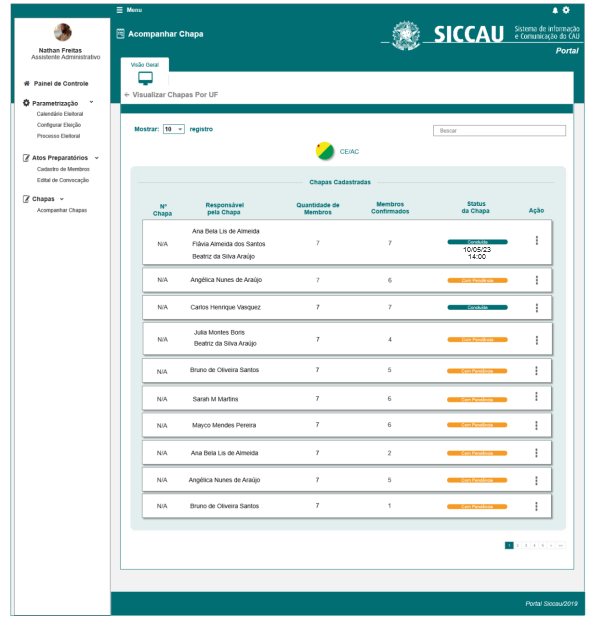 Menu
Acompanhar Chapa
SICCAU
Sistema de informação
e Comunicação do CAU
Portal
Nathan Freitas
Assistente Administrativo
Painel de Controle
Parametrização
Calendário Eleitoral
Configurar Eleição
Processo Eleitoral
Atos Preparatórios
Cadastro de Membros
Edital de Convocação
Chapas
Acompanhar Chapas
Visão Geral
Visualizar Chapas Por UF
Mostrar: 10 registro
Buscar
CE/AC
Chapas Cadastradas
Nº Chapa
Responsável pela Chapa
Quantidade de Membros
Membros Confirmados
Status da Chapa
Ação
N/A
Ana Bela Lis de Almeida
Flávia Almeida dos Santos
Beatriz da Silva Araújo
7 7
Concluída
10/05/23
14:00
N/A Angélica Nunes de Araújo 7 6 Com Pendência
N/A Carlos Henrique Vasquez 7 7 Concluída
N/A
Julia Montes Boris
Beatriz da Silva Araújo
7 4 Com Pendência
N/A Bruno de Oliveira Santos 7 5 Com Pendência
N/A Sarah M Martins 7 6 Com Pendência
N/A Mayco Mendes Pereira 7 6 Com Pendência
N/A Ana Bela Lis de Almeida 7 2 Com Pendência
N/A Angélica Nunes de Araújo 7 5 Com Pendência
N/A Bruno de Oliveira Santos 7 1 Com Pendência
1 2 3 4 5
Portal Siccau/2019